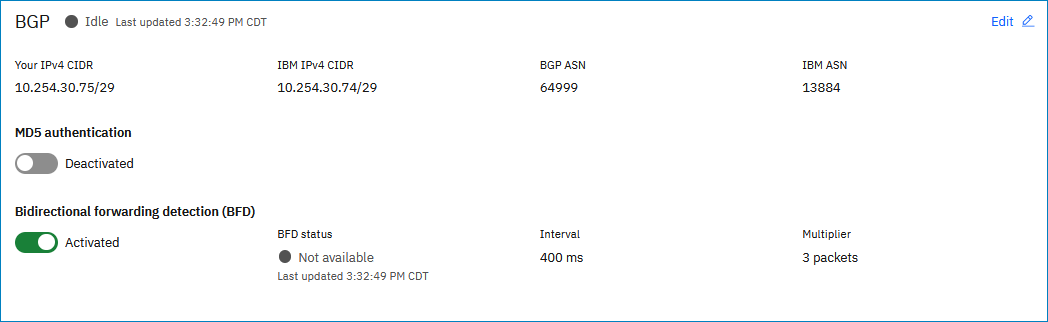 BGP Idle Last updated 3:32:49 PM CDT Edit
Your IPv4 CIDR IBM IPv4 CIDR BGP ASN IBM ASN
10.254.30.75/29 10.254.30.74/29 64999 13884
MD5 authentication
Deactivated
Bidirectional forwarding detection (BFD)
Activated
BFD status Interval Multiplier
Not available 400 ms 3 packets
Last updated 3:32:49 PM CDT